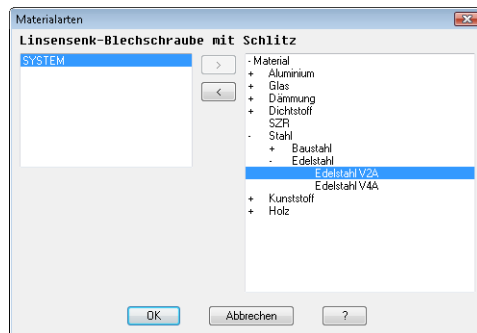 Materialarten
Linsensenk-Blechschraube mit Schlitz
SYSTEM
>
<
- Material
+ Aluminium
+ Glas
+ Dämmung
+ Dichtstoff
SZR
- Stahl
+ Baustahl
- Edelstahl
Edelstahl V2A
Edelstahl V4A
+ Kunststoff
+ Holz
OK
Abbrechen
?